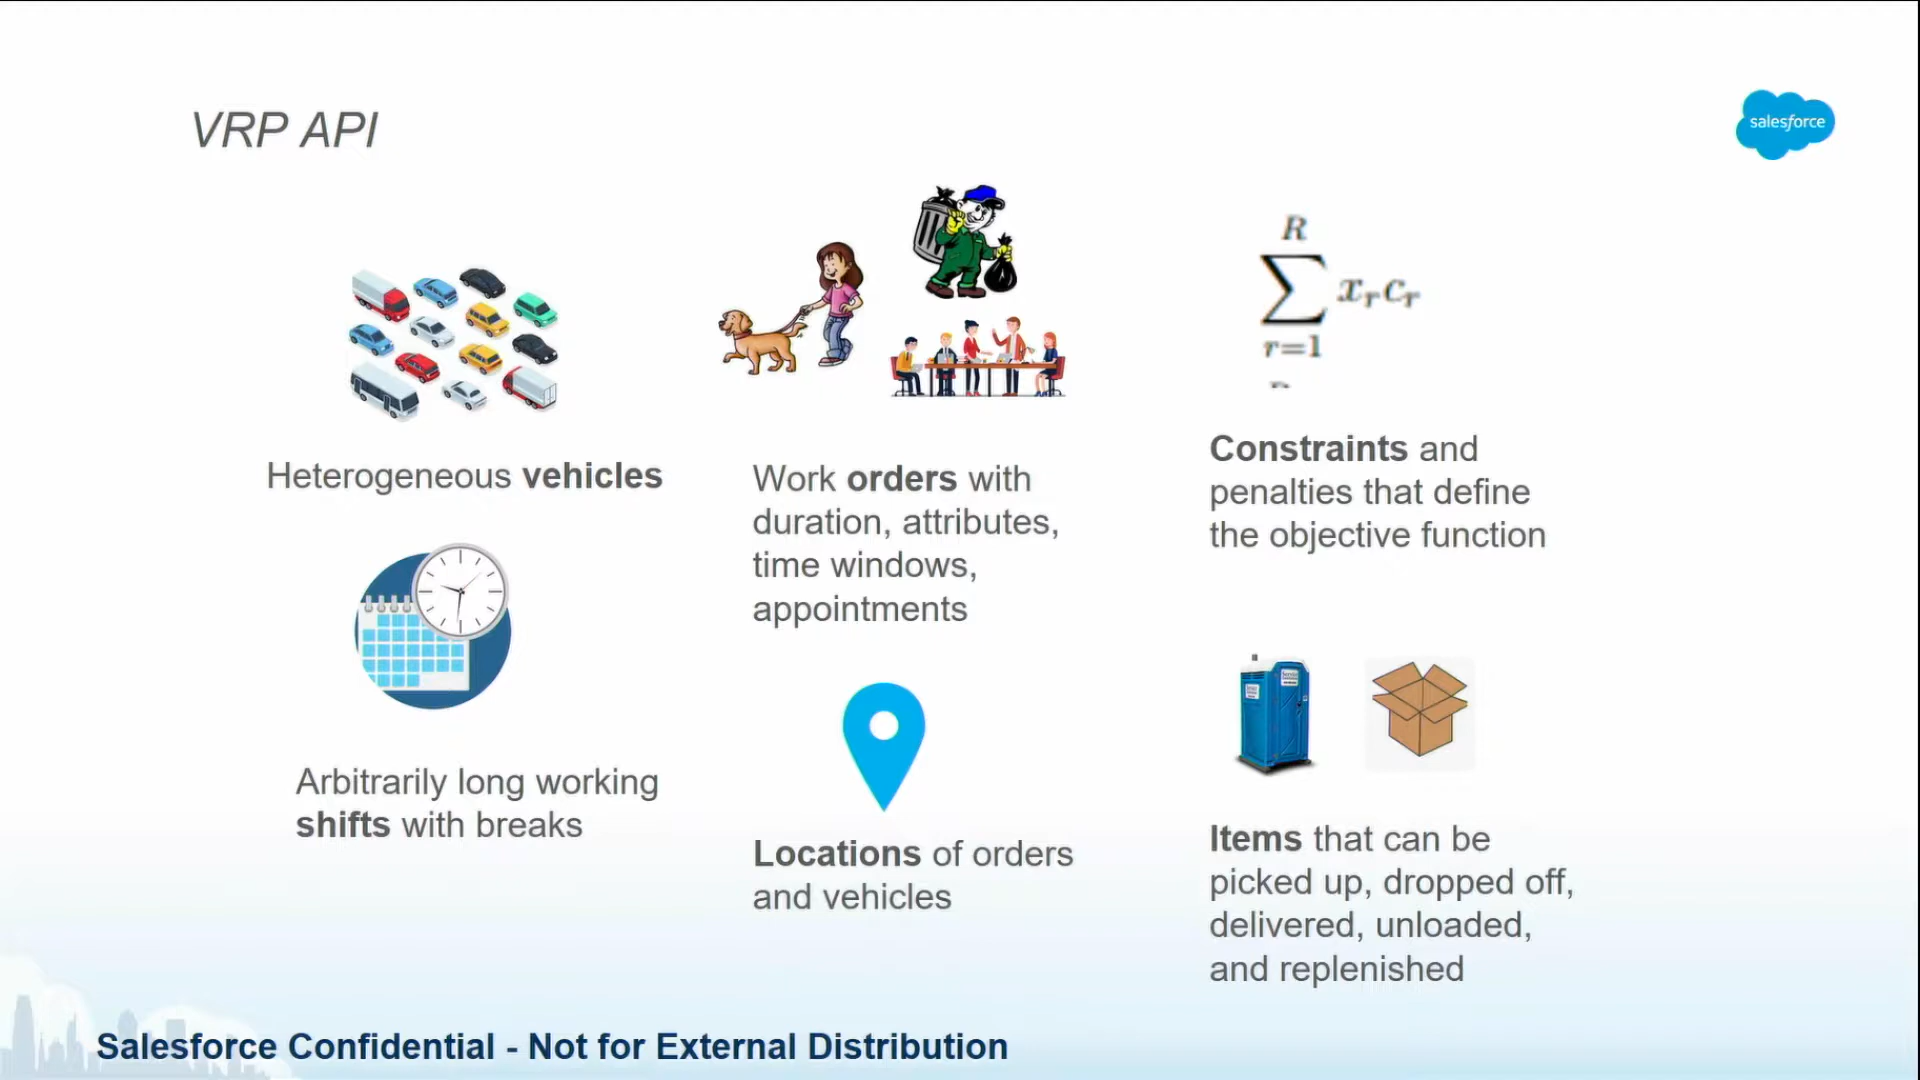 VRP API
salesforce
Heterogeneous vehicles
Work orders with
duration, attributes,
time windows,
appointments
R
∑ xᵣcᵣ
r=1
Constraints and
penalties that define
the objective function
Arbitrarily long working
shifts with breaks
Locations of orders
and vehicles
Items that can be
picked up, dropped off,
delivered, unloaded,
and replenished
Salesforce Confidential - Not for External Distribution